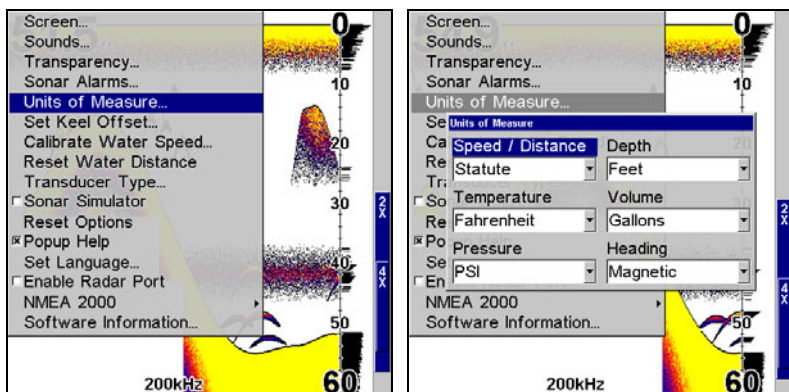 Screen...
Sounds...
Transparency...
Sonar Alarms...
Units of Measure...
Set Keel Offset...
Calibrate Water Speed...
Reset Water Distance
Transducer Type...
Sonar Simulator
Reset Options
Popup Help
Set Language...
Enable Radar Port
NMEA 2000
Software Information...
0
10
20
30
40
50
60
200kHz
2X
4X
Screen...
Sounds...
Transparency...
Sonar Alarms...
Units of Measure...
Units of Measure
Speed / Distance Depth
Statute Feet
Temperature Volume
Fahrenheit Gallons
Pressure Heading
PSI Magnetic
NMEA 2000
Software Information...
0
10
50
60
200kHz
2X
4X